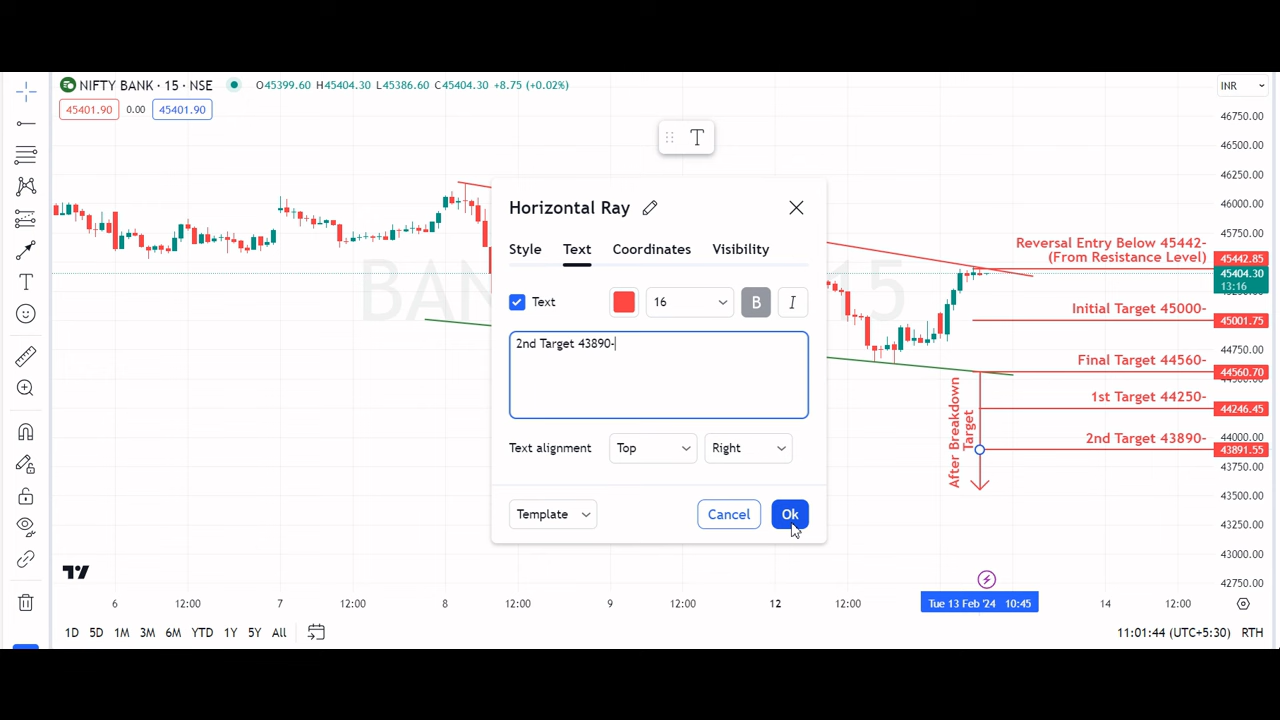 NIFTY BANK · 15 · NSE
O45399.60 H45404.30 L45386.60 C45404.30 +8.75 (+0.02%)
INR
45401.90 0.00 45401.90
46750.00
46500.00
46250.00
46000.00
45750.00
T
Horizontal Ray
Style Text Coordinates Visibility
Text 16 B I
2nd Target 43890-
Text alignment Top Right
Template Cancel Ok
Reversal Entry Below 45442-
(From Resistance Level)
45442.85
45404.30
13:16
Initial Target 45000-
45001.75
44750.00
Final Target 44560-
44560.70
1st Target 44250-
44246.45
44000.00
2nd Target 43890-
43891.55
43750.00
43500.00
43250.00
43000.00
42750.00
After Breakdown
Target
6 12:00 7 12:00 8 12:00 9 12:00 12 12:00 Tue 13 Feb '24 10:45 14 12:00
1D 5D 1M 3M 6M YTD 1Y 5Y All
11:01:44 (UTC+5:30) RTH